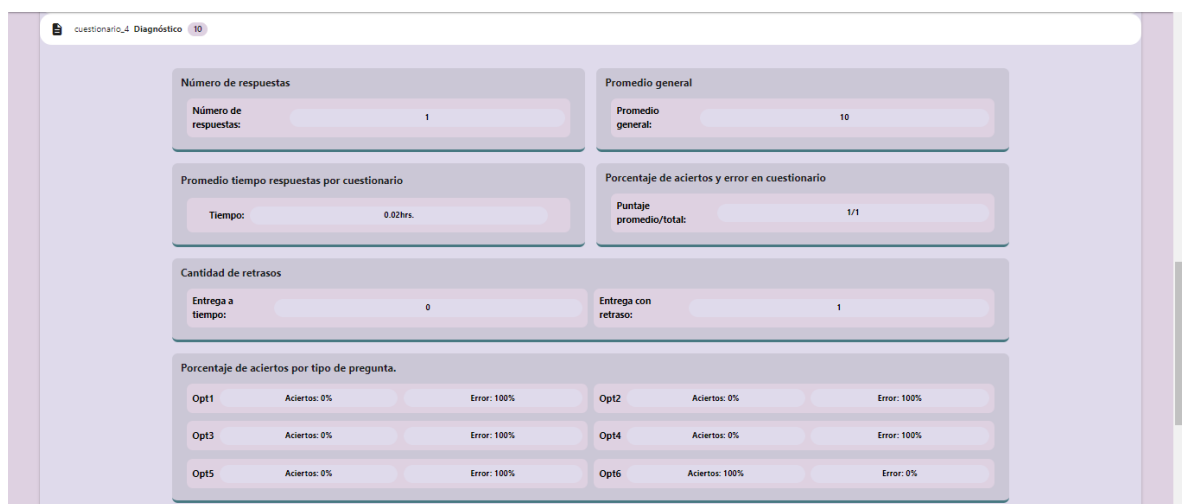 cuestionario_4 Diagnóstico 10
Número de respuestas
Número de
respuestas:
1
Promedio general
Promedio
general:
10
Promedio tiempo respuestas por cuestionario
Tiempo:
0.02hrs.
Porcentaje de aciertos y error en cuestionario
Puntaje
promedio/total:
1/1
Cantidad de retrasos
Entrega a
tiempo:
0
Entrega con
retraso:
1
Porcentaje de aciertos por tipo de pregunta.
Opt1 Aciertos: 0% Error: 100%
Opt2 Aciertos: 0% Error: 100%
Opt3 Aciertos: 0% Error: 100%
Opt4 Aciertos: 0% Error: 100%
Opt5 Aciertos: 0% Error: 100%
Opt6 Aciertos: 100% Error: 0%